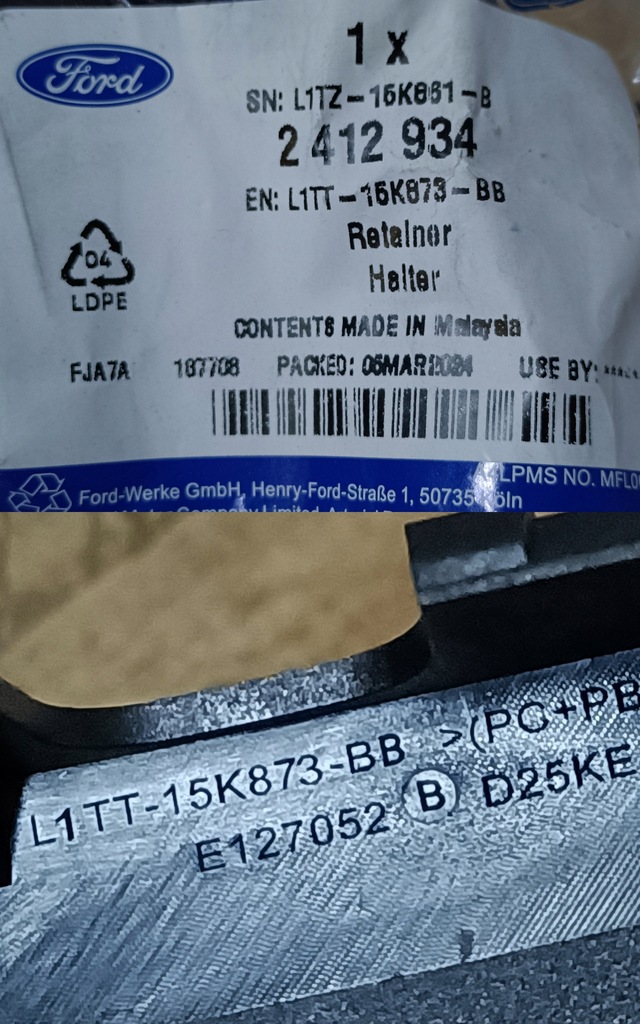 Ford
1 x
SN: L1TZ-15K861-B
2 412 934
EN: L1TT-15K873-BB
Retainer
Halter
04
LDPE
CONTENTS MADE IN Malaysia
FJA7A 187708 PACKED: 05MAR2024 USE BY:
LPMS NO. MFL0
Ford-Werke GmbH, Henry-Ford-Straße 1, 50735 Köln
L1TT-15K873-BB >(PC+PB
E127052 B D25KE